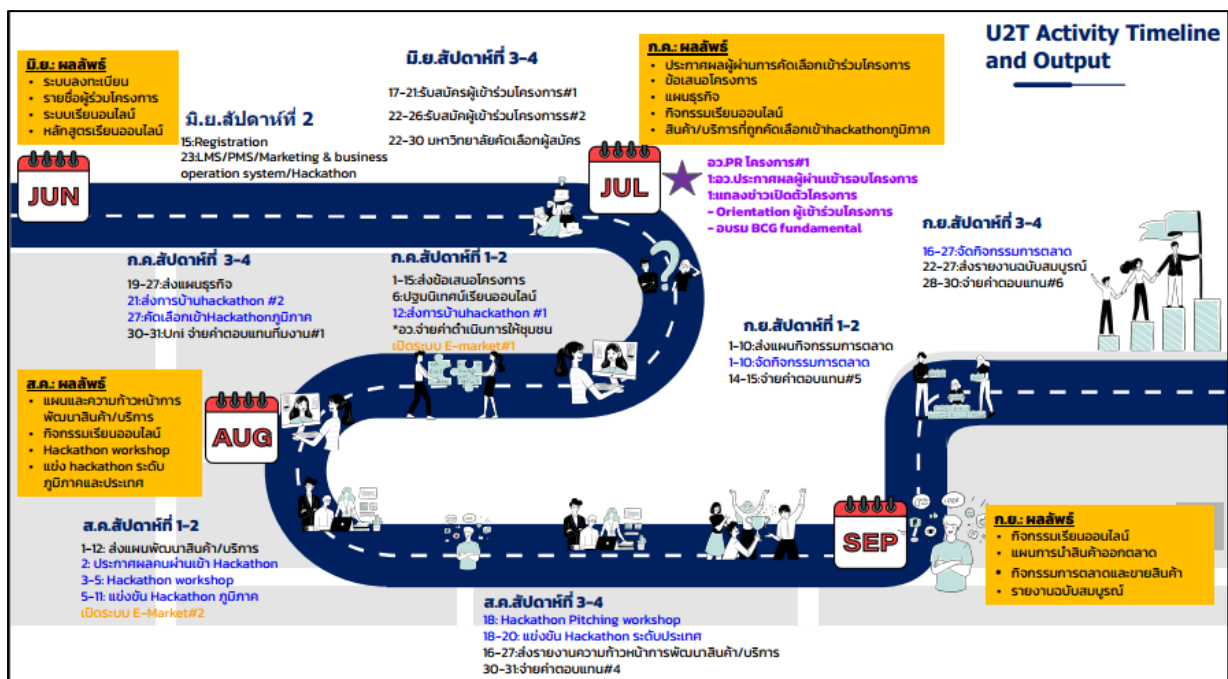 U2T Activity Timeline
and Output
มิ.ย.: ผลลัพธ์
• ระบบลงทะเบียน
• รายชื่อผู้ร่วมโครงการ
• ระบบเรียนอนไลน์
• หลักสูตรเรียนออนไลน์
มิ.ย.สัปดาห์ที่ 2
15:Registration
23:LMS/PMS/Marketing & business
operation system/Hackathon
มิ.ย.สัปดาห์ที่ 3-4
17-21:รับสมัครผู้เข้าร่วมโครงการ#1
22-26:รับสมัคผู้เข้าร่วมโครงการร#2
22-30 มหาวิทยาลัยคัดเลือกผู้สมัคร
ก.ค.: ผลลัพธ์
• ประกาศผลผู้ผ่านการคัดเลือกเข้าร่วมโครงการ
• ข้อเสนอโครงการ
• แผนธุรกิจ
• กิจกรรมเรียนออนไลน์
• สินค้า/บริการที่ถูกคัดเลือกเข้าhackathonภูมิภาค
JUN
JUL
อว.PR โครงการ#1
1:อว.ประกาศผลผู้ผ่านเข้ารอบโครงการ
1:แถลงข่าวเปิดตัวโครงการ
- Orientation ผู้เข้าร่วมโครงการ
- อบรม BCG fundamental
ก.ค.สัปดาห์ที่ 3-4
19-27:ส่งแผนธุรกิจ
21:ส่งการบ้านhackathon #2
27:คัดเลือกเข้าHackathonภูมิภาค
30-31:Uni จ่ายค่าตอบแทนทีมงาน#1
ก.ค.สัปดาห์ที่ 1-2
1-15:ส่งข้อเสนอโครงการ
6:ปฐมนิเทศน์เรียนออนไลน์
12:ส่งการบ้านhackathon #1
*อว.จ่ายค่าดำเนินการให้ชุมชน
เปิดระบบ E-market#1
ก.ย.สัปดาห์ที่ 3-4
16-27:จัดกิจกรรมการตลาด
22-27:ส่งรายงานฉบับสมบูรณ์
28-30:จ่ายค่าตอบแทน#6
ก.ย.สัปดาห์ที่ 1-2
1-10:ส่งแผนกิจกรรมการตลาด
1-10:จัดกิจกรรมการตลาด
14-15:จ่ายค่าตอบแทน#5
ส.ค.: ผลลัพธ์
• แผนและความก้าวหน้าการ
พัฒนาสินค้า/บริการ
• กิจกรรมเรียนออนไลน์
• Hackathon workshop
• แข่ง hackathon ระดับ
ภูมิภาคและประเทศ
AUG
ส.ค.สัปดาห์ที่ 1-2
1-12: ส่งแผนพัฒนาสินค้า/บริการ
2: ประกาศผลคนผ่านเข้า Hackathon
3-5: Hackathon workshop
5-11: แข่งขัน Hackathon ภูมิภาค
เปิดระบบ E-Market#2
SEP
ก.ย.: ผลลัพธ์
• กิจกรรมเรียนออนไลน์
• แผนการนำสินค้าออกตลาด
• กิจกรรมการตลาดและขายสินค้า
• รายงานฉบับสมบูรณ์
ส.ค.สัปดาห์ที่ 3-4
18: Hackathon Pitching workshop
18-20: แข่งขัน Hackathon ระดับประเทศ
16-27:ส่งรายงานความก้าวหน้าการพัฒนาสินค้า/บริการ
30-31:จ่ายค่าตอบแทน#4